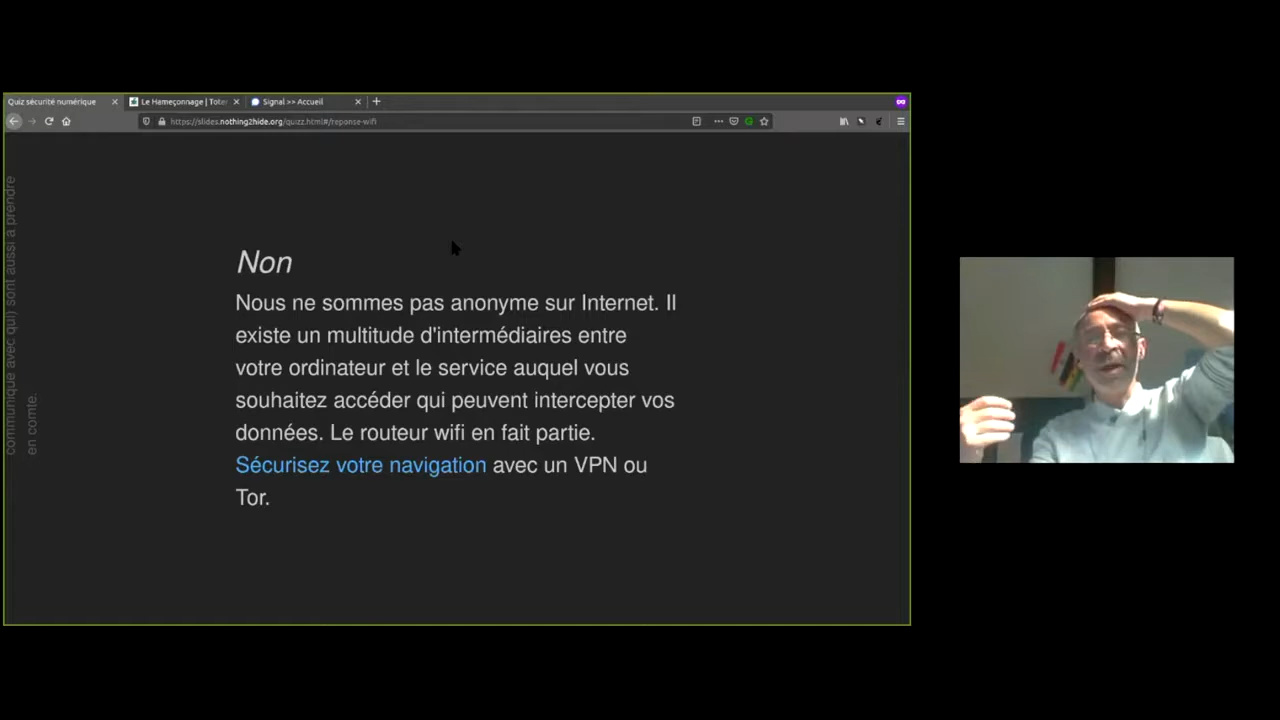 Quiz sécurité numérique
Le Hameçonnage | Toter
Signal >> Accueil
https://slides.nothing2hide.org/quizz.html#/reponse-wifi
communique avec qui) sont aussi a prendre
en comte.
Non
Nous ne sommes pas anonyme sur Internet. Il
existe un multitude d'intermédiaires entre
votre ordinateur et le service auquel vous
souhaitez accéder qui peuvent intercepter vos
données. Le routeur wifi en fait partie.
Sécurisez votre navigation avec un VPN ou
Tor.